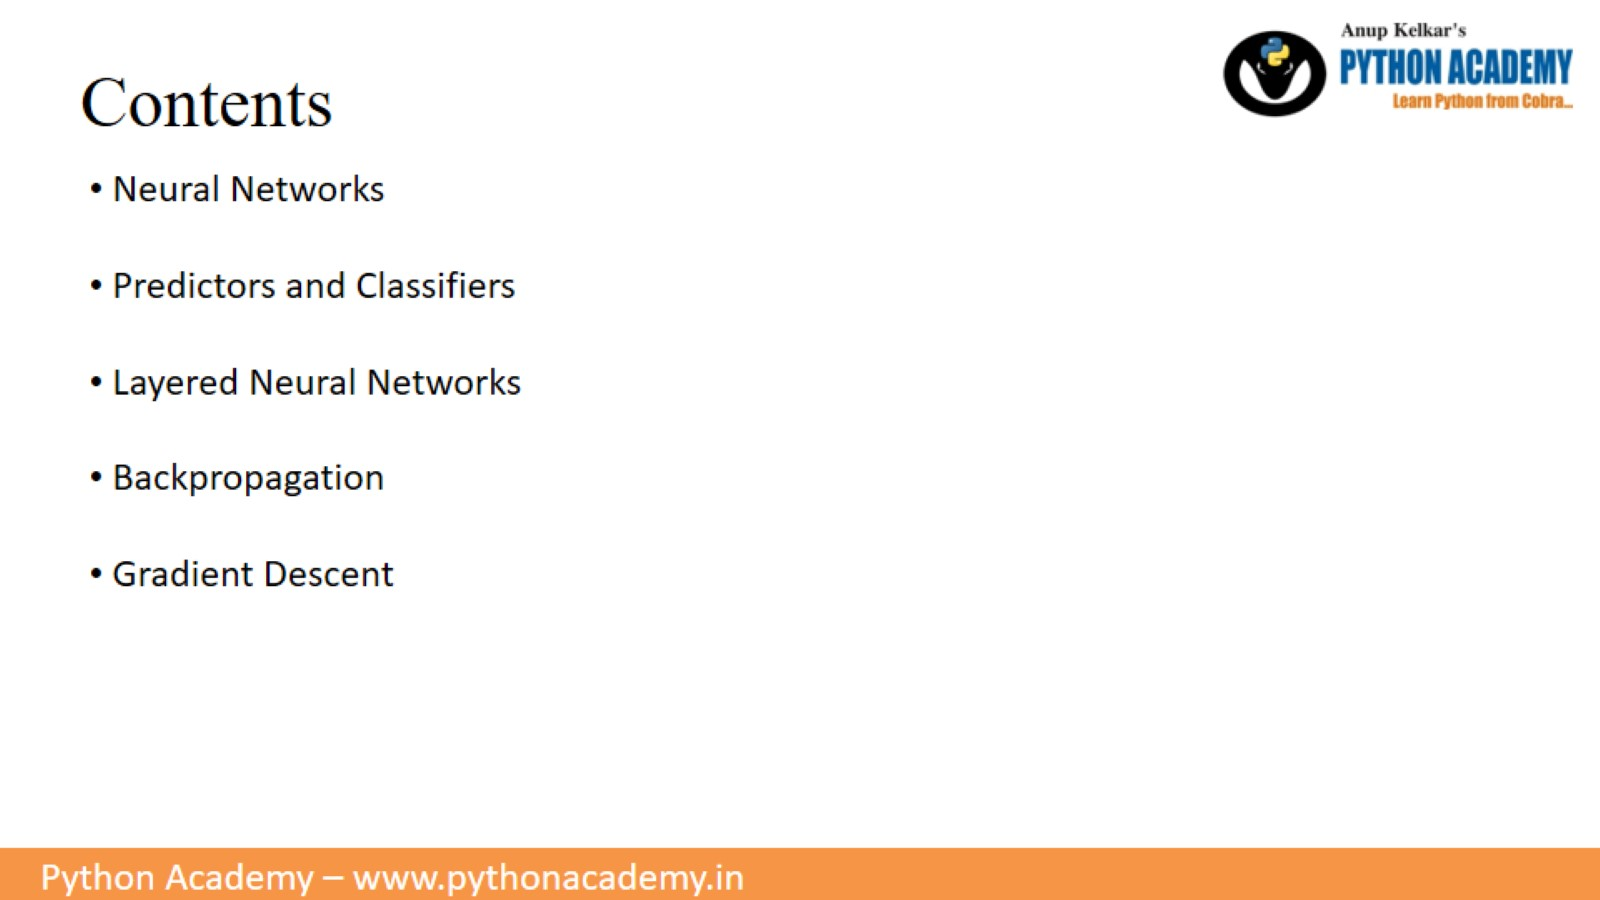 Anup Kelkar's
PYTHON ACADEMY
Learn Python from Cobra...
Contents
• Neural Networks
• Predictors and Classifiers
• Layered Neural Networks
• Backpropagation
• Gradient Descent
Python Academy – www.pythonacademy.in